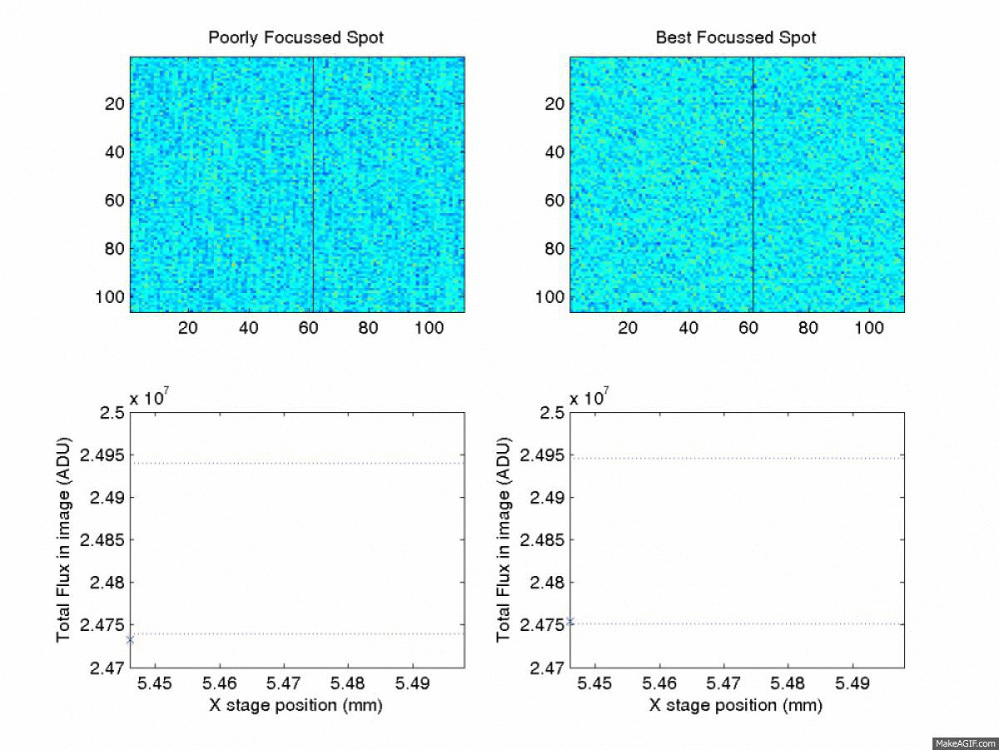 Poorly Focussed Spot
20
40
60
80
100
20 40 60 80 100
Best Focussed Spot
20
40
60
80
100
20 40 60 80 100
x 10^7
2.5
2.495
2.49
2.485
2.48
2.475
2.47
Total Flux in image (ADU)
5.45 5.46 5.47 5.48 5.49
X stage position (mm)
x 10^7
2.5
2.495
2.49
2.485
2.48
2.475
2.47
Total Flux in image (ADU)
5.45 5.46 5.47 5.48 5.49
X stage position (mm)
MakeAGIF.com